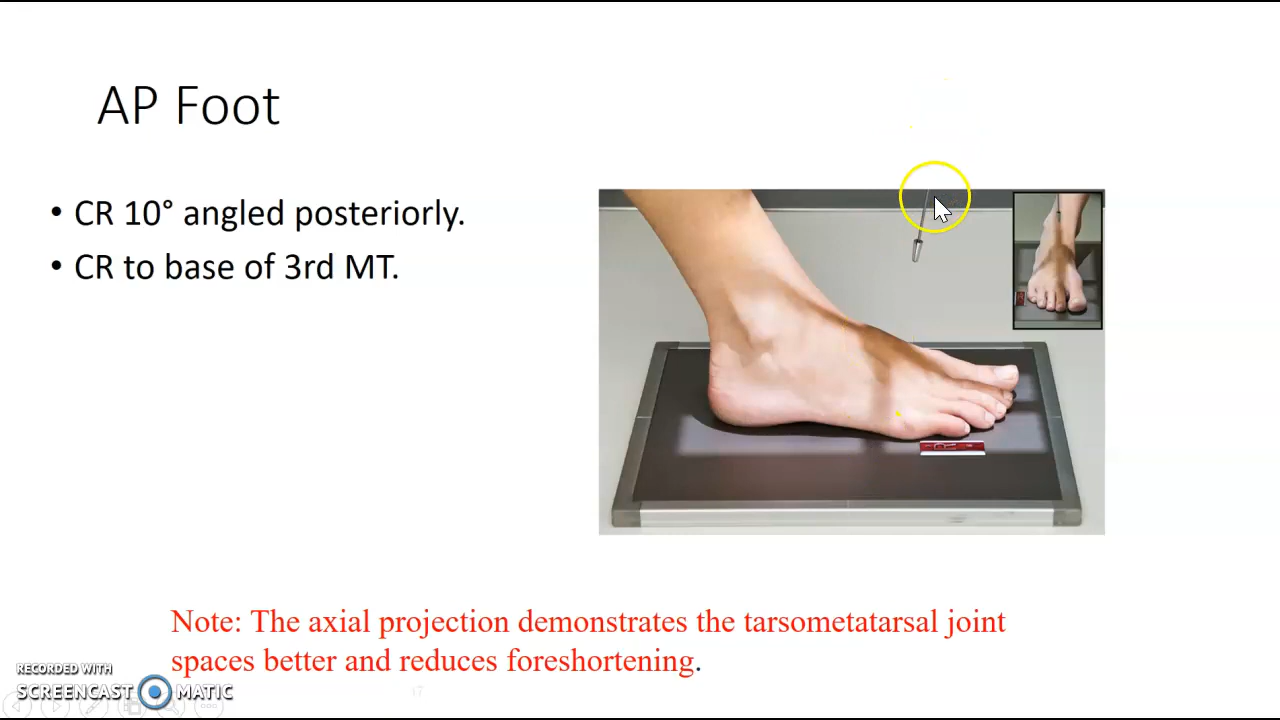 AP Foot
• CR 10° angled posteriorly.
• CR to base of 3rd MT.
Note: The axial projection demonstrates the tarsometatarsal joint
spaces better and reduces foreshortening.
RECORDED WITH
SCREENCAST MATIC
17